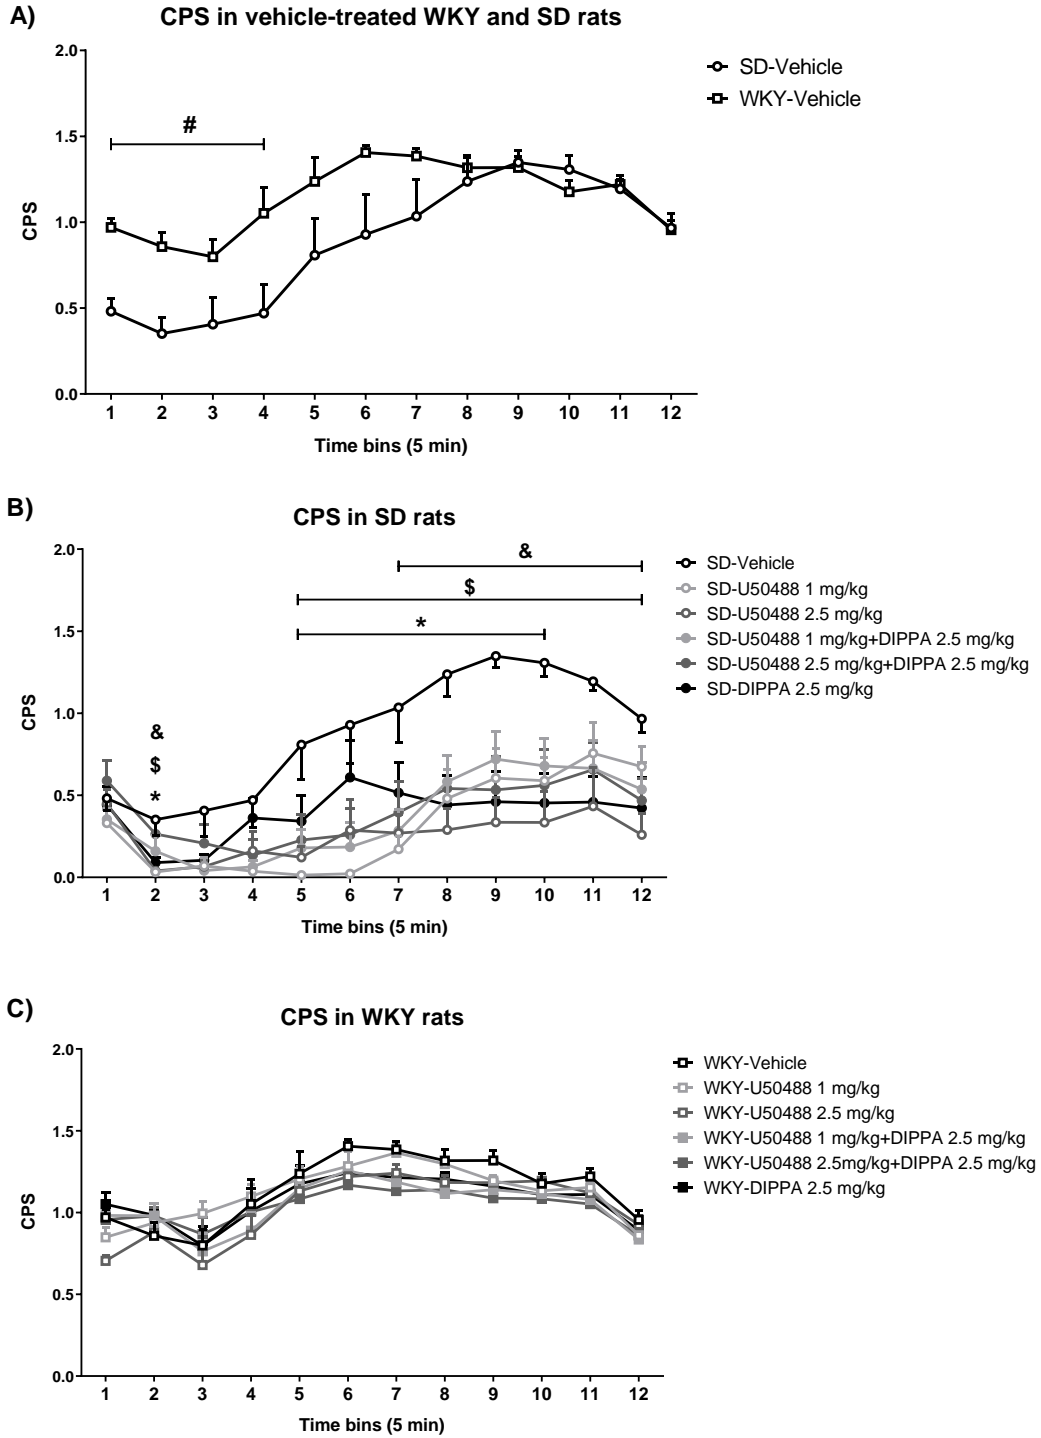 A)
CPS in vehicle-treated WKY and SD rats
2.0
1.5
1.0
0.5
0.0
CPS
#
SD-Vehicle
WKY-Vehicle
1 2 3 4 5 6 7 8 9 10 11 12
Time bins (5 min)
B)
CPS in SD rats
2.0
1.5
1.0
0.5
0.0
CPS
&
$
*
&
$
*
SD-Vehicle
SD-U50488 1 mg/kg
SD-U50488 2.5 mg/kg
SD-U50488 1 mg/kg+DIPPA 2.5 mg/kg
SD-U50488 2.5 mg/kg+DIPPA 2.5 mg/kg
SD-DIPPA 2.5 mg/kg
1 2 3 4 5 6 7 8 9 10 11 12
Time bins (5 min)
C)
CPS in WKY rats
2.0
1.5
1.0
0.5
0.0
CPS
WKY-Vehicle
WKY-U50488 1 mg/kg
WKY-U50488 2.5 mg/kg
WKY-U50488 1 mg/kg+DIPPA 2.5 mg/kg
WKY-U50488 2.5mg/kg+DIPPA 2.5 mg/kg
WKY-DIPPA 2.5 mg/kg
1 2 3 4 5 6 7 8 9 10 11 12
Time bins (5 min)